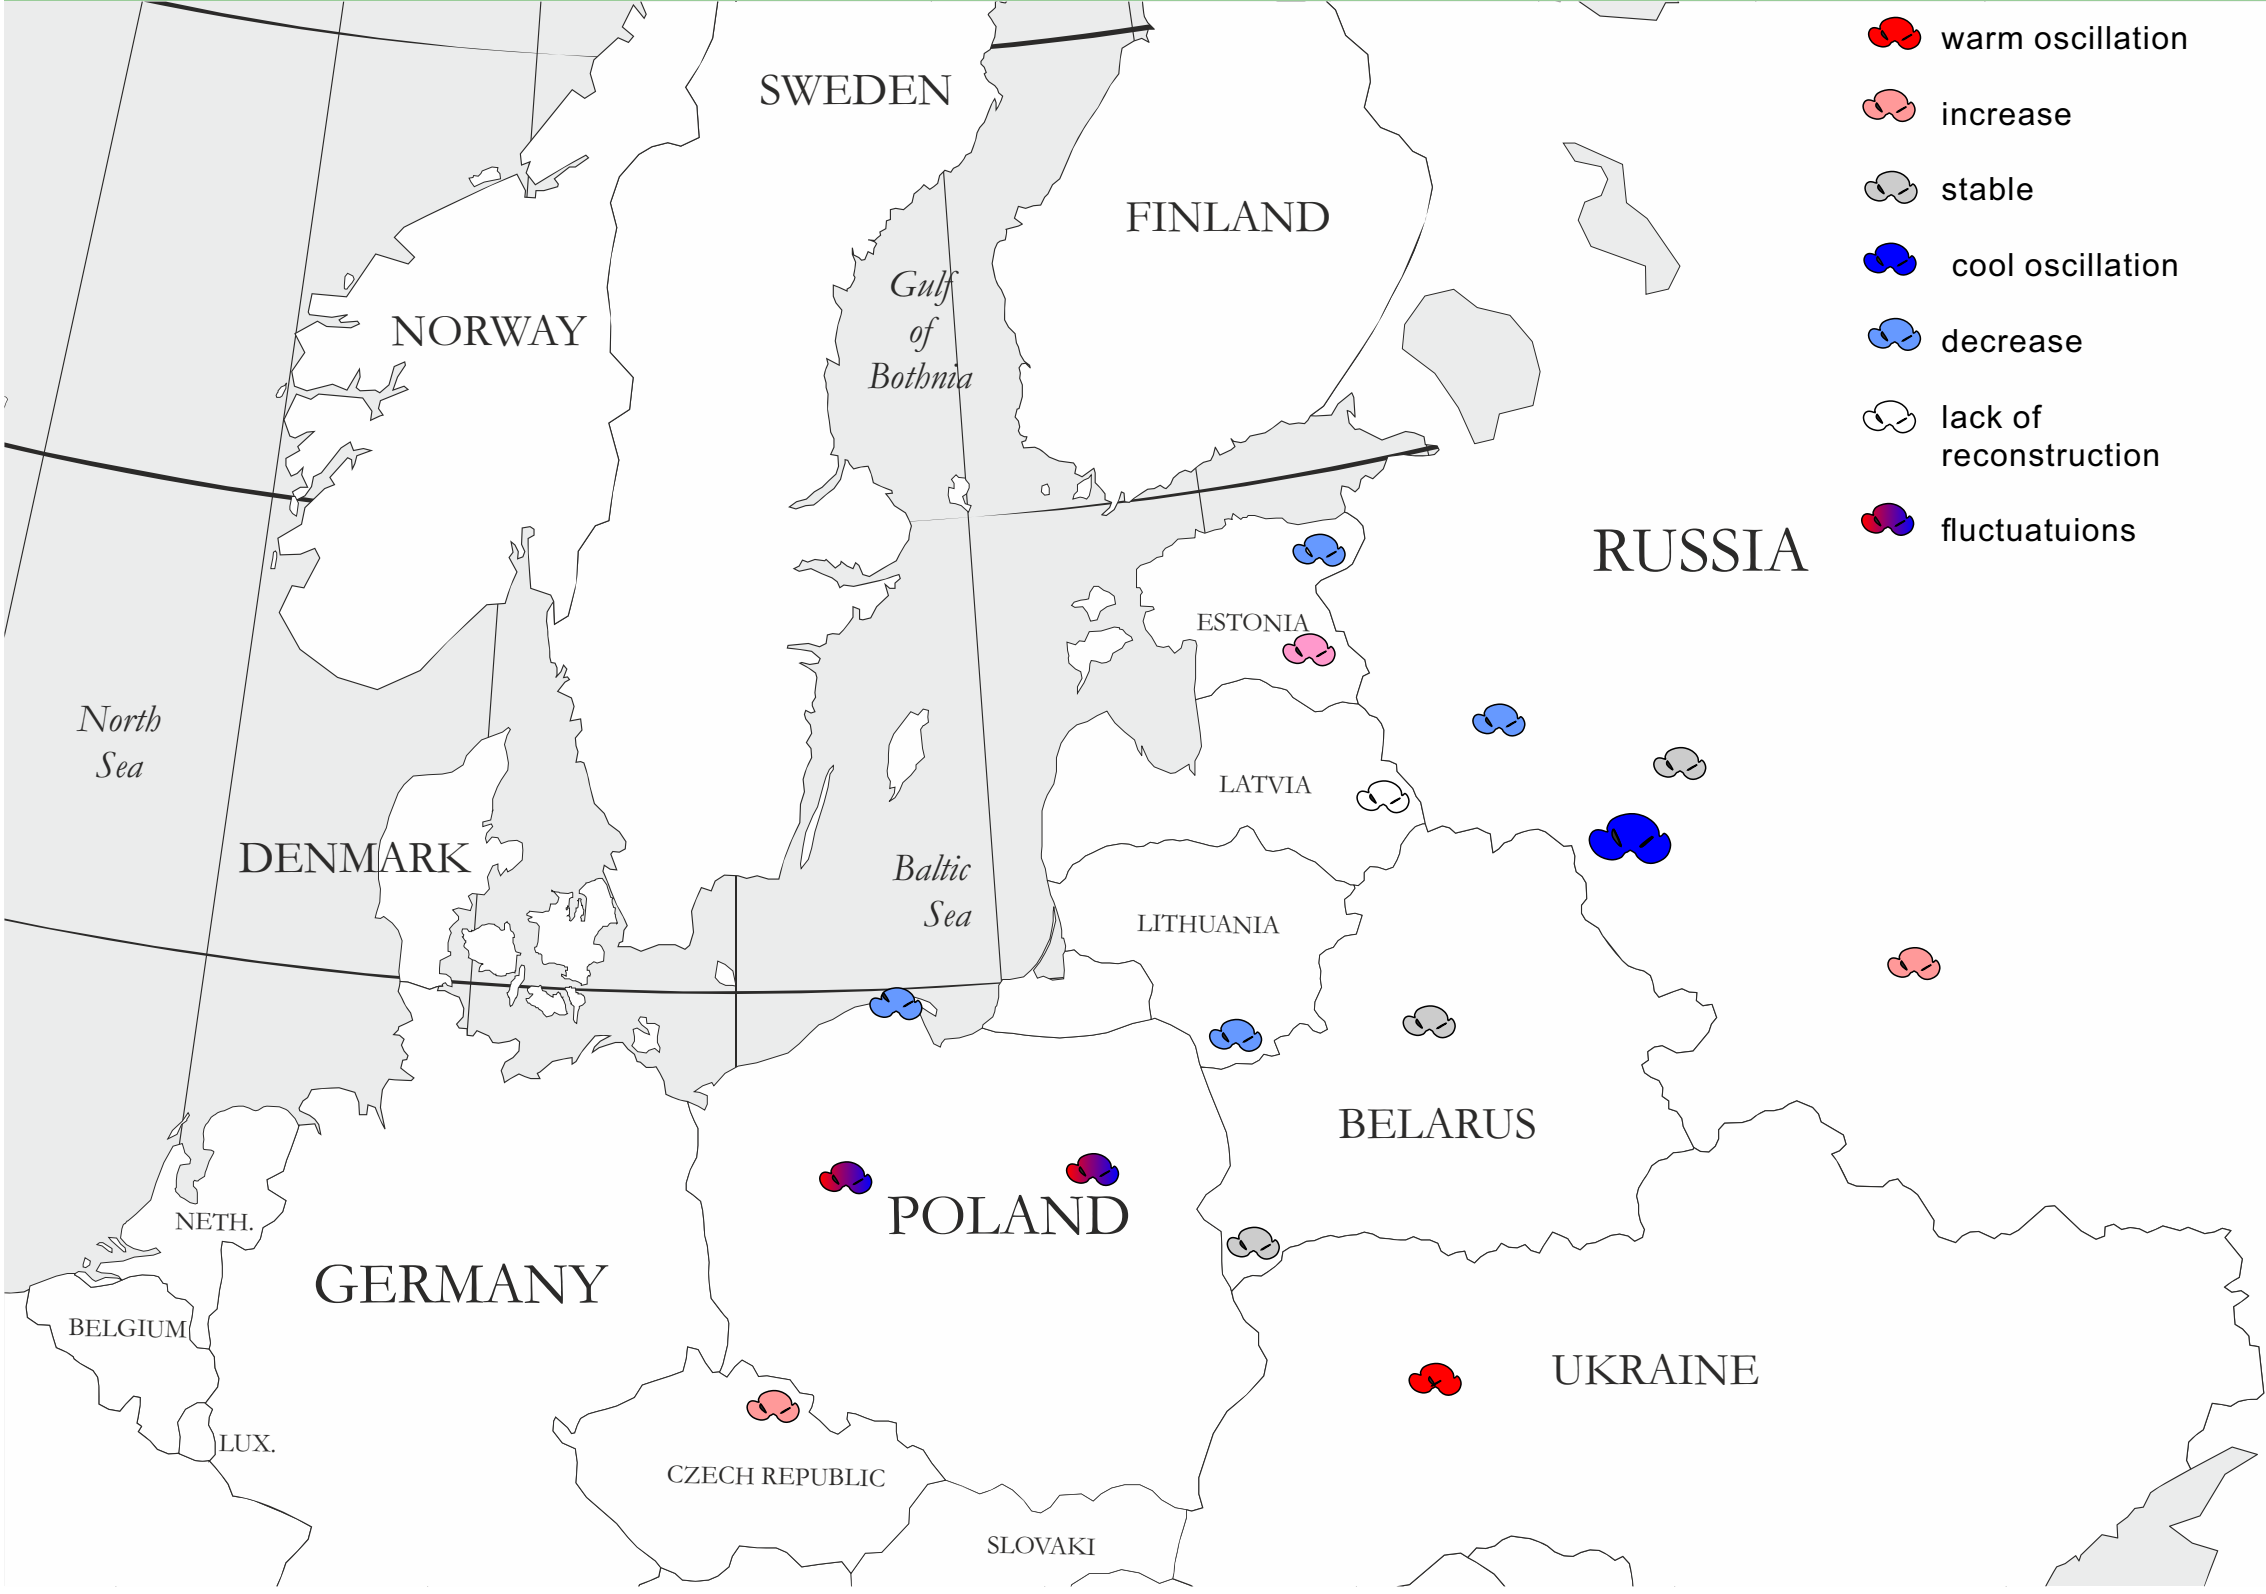 warm oscillation
SWEDEN
increase
stable
FINLAND
cool oscillation
Gulf
of
Bothnia
NORWAY
decrease
lack of
reconstruction
fluctuatuions
RUSSIA
ESTONIA
North
Sea
LATVIA
DENMARK
Baltic
Sea
LITHUANIA
BELARUS
POLAND
NETH.
GERMANY
BELGIUM
UKRAINE
LUX.
CZECH REPUBLIC
SLOVAKI